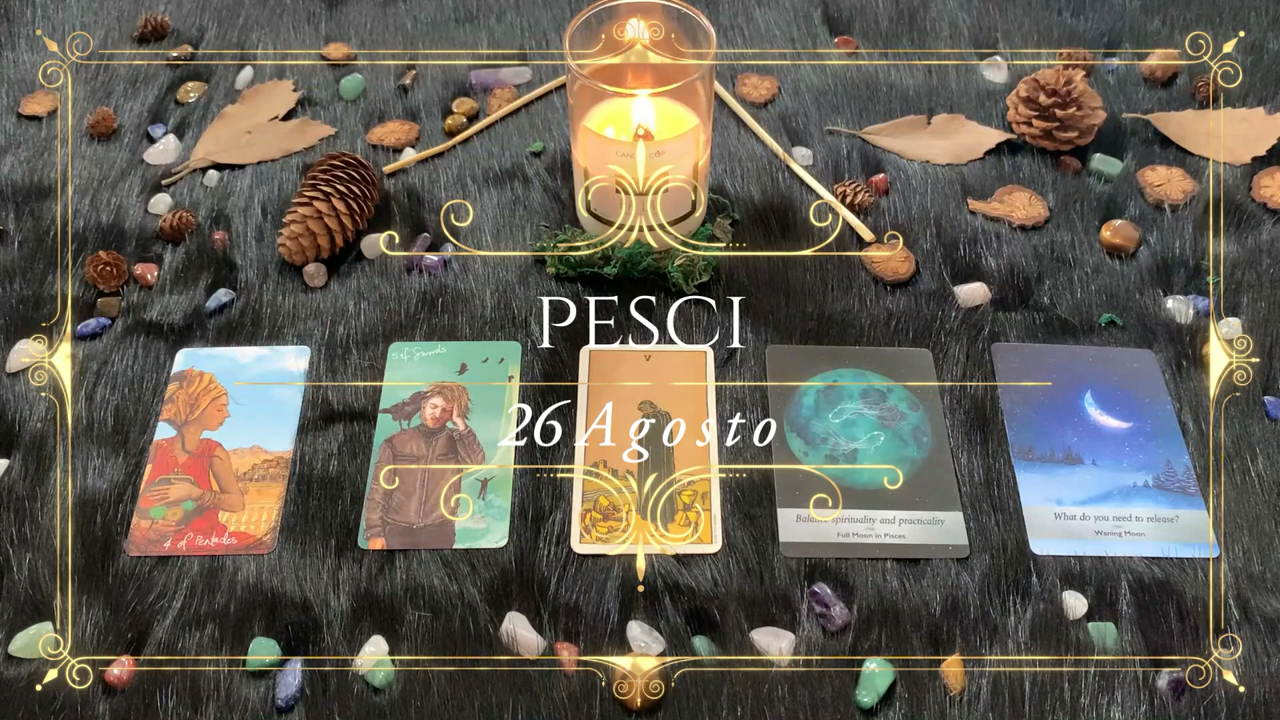 PESCI
5 of Swords
V
26 Agosto
4 of Pentacles
Balance spirituality and practicality
Full Moon in Pisces
What do you need to release?
Waning Moon